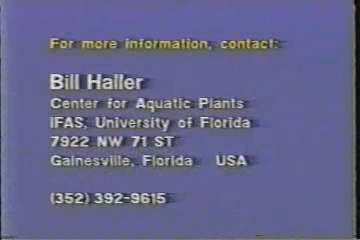 For more information, contact:
Bill Haller
Center for Aquatic Plants
IFAS, University of Florida
7922 NW 71 ST
Gainesville, Florida USA
(352) 392-9615